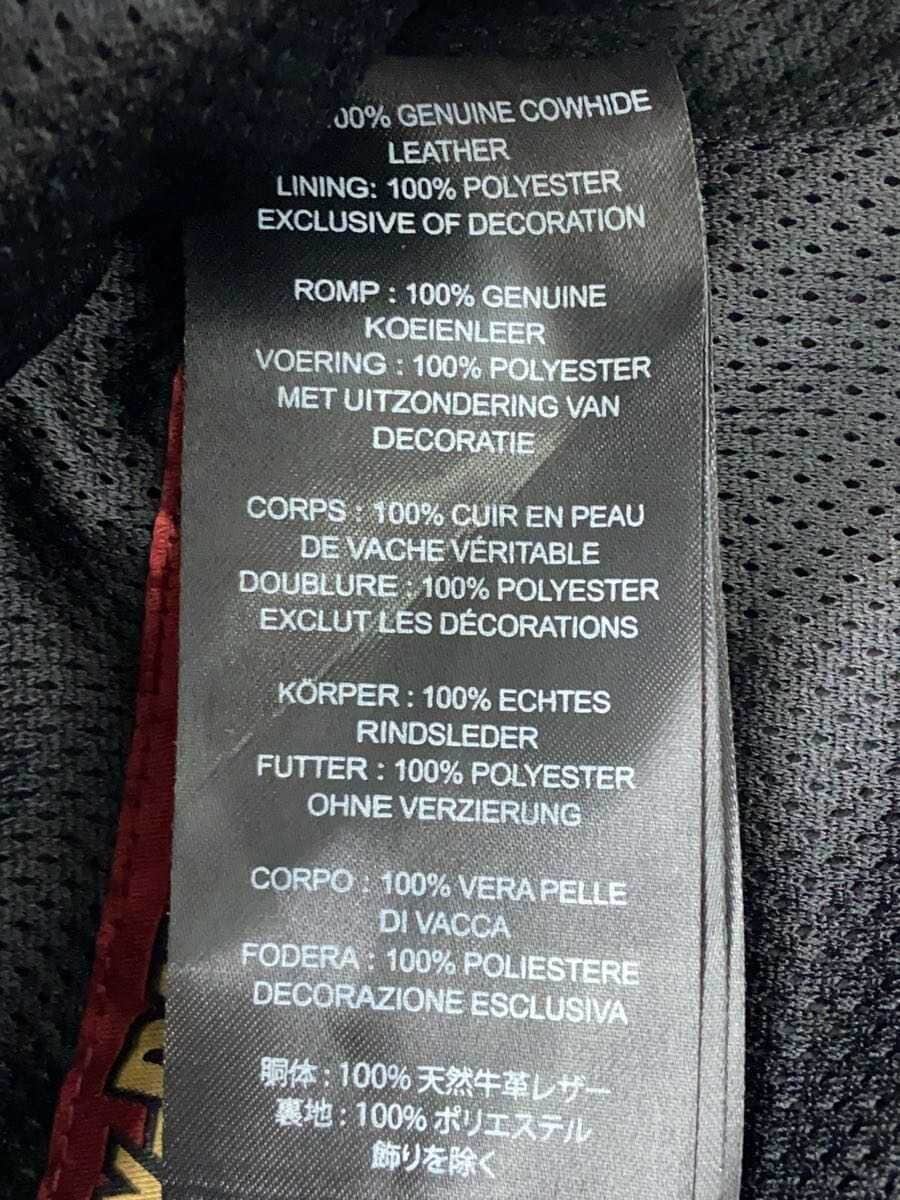 00% GENUINE COWHIDE
LEATHER
LINING: 100% POLYESTER
EXCLUSIVE OF DECORATION
ROMP : 100% GENUINE
KOEIENLEER
VOERING : 100% POLYESTER
MET UITZONDERING VAN
DECORATIE
CORPS : 100% CUIR EN PEAU
DE VACHE VÉRITABLE
DOUBLURE : 100% POLYESTER
EXCLUT LES DÉCORATIONS
KÖRPER : 100% ECHTES
RINDSLEDER
FUTTER : 100% POLYESTER
OHNE VERZIERUNG
CORPO : 100% VERA PELLE
DI VACCA
FODERA : 100% POLIESTERE
DECORAZIONE ESCLUSIVA
胴体 : 100% 天然牛革レザー
裏地 : 100% ポリエステル
飾りを除く